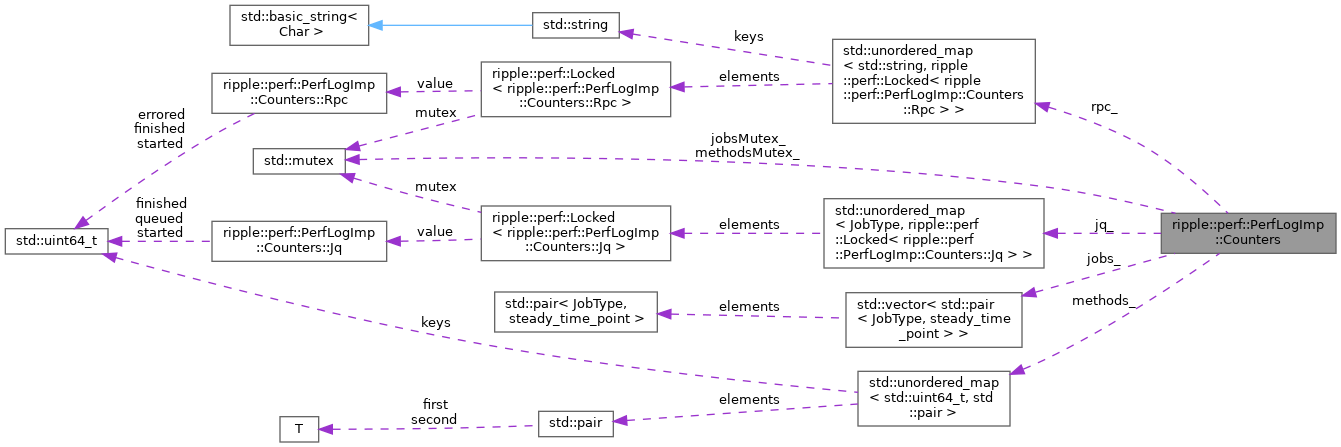 std::basic_string<
Char >
std::string
keys
std::unordered_map
< std::string, ripple
::perf::Locked< ripple
::perf::PerfLogImp::Counters
::Rpc > >
ripple::perf::PerfLogImp
::Counters::Rpc
value
ripple::perf::Locked
< ripple::perf::PerfLogImp
::Counters::Rpc >
elements
rpc_
errored
finished
started
mutex
jobsMutex_
methodsMutex_
std::mutex
mutex
finished
queued
started
std::uint64_t
ripple::perf::PerfLogImp
::Counters::Jq
value
ripple::perf::Locked
< ripple::perf::PerfLogImp
::Counters::Jq >
elements
std::unordered_map
< JobType, ripple::perf
::Locked< ripple::perf
::PerfLogImp::Counters::Jq > >
jq_
ripple::perf::PerfLogImp
::Counters
jobs_
std::pair< JobType,
steady_time_point >
elements
std::vector< std::pair
< JobType, steady_time
_point > >
methods_
keys
std::unordered_map
< std::uint64_t, std
::pair >
elements
std::pair
first
second
T